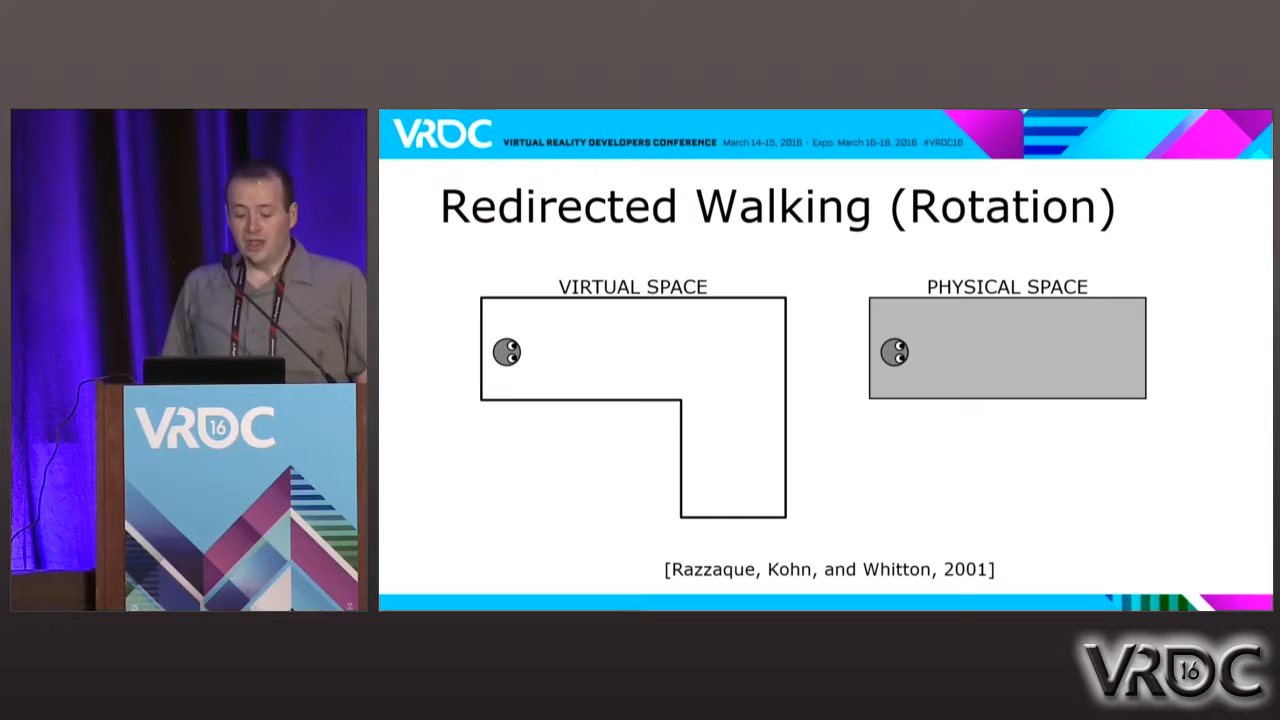 VRDC VIRTUAL REALITY DEVELOPERS CONFERENCE March 14-15, 2016 · Expo: March 16-18, 2016 #VRDC16
Redirected Walking (Rotation)
VIRTUAL SPACE PHYSICAL SPACE
[Razzaque, Kohn, and Whitton, 2001]
VRDC
16
VRDC
16